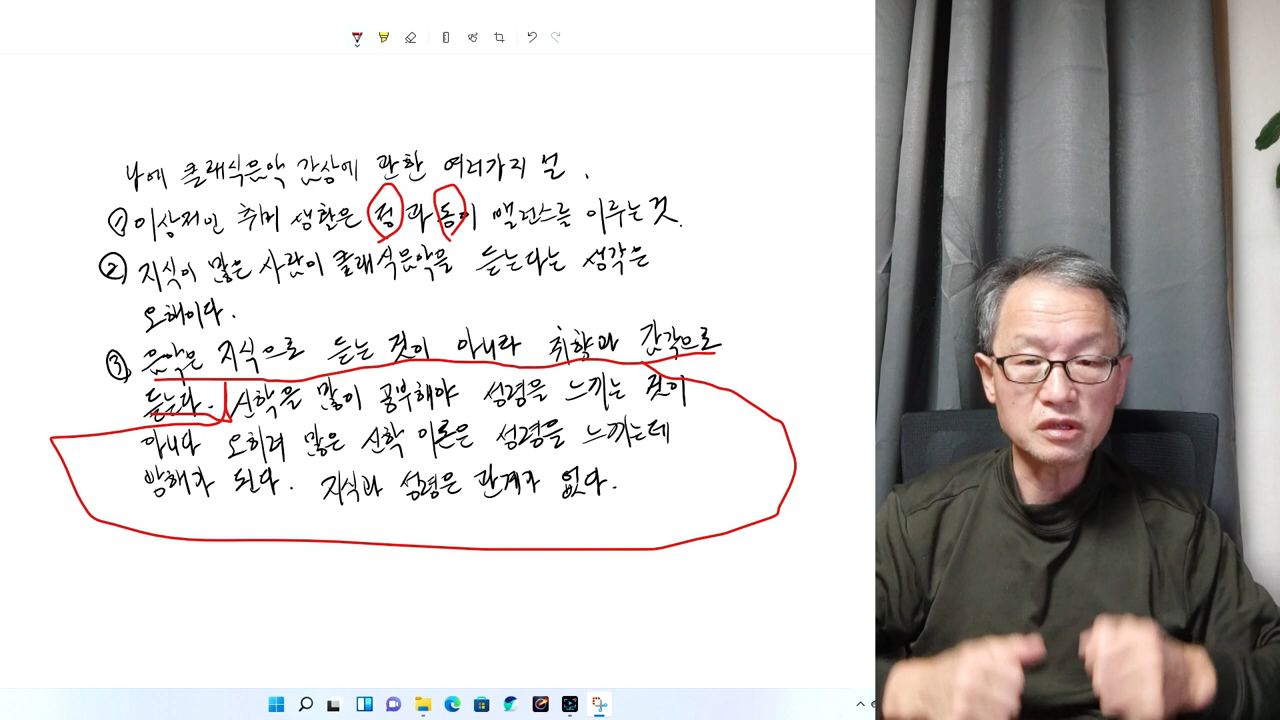 나에 클래식음악 감상에 관한 여러가지 썰.
① 이상적인 취미 생활은 정과 동이 밸런스를 이루는 것.
② 지식이 많은 사람이 클래식음악을 듣는다는 생각은
오해이다.
③ 음악은 지식으로 듣는 것이 아니라 취향과 감각으로
듣는다. 신학을 많이 공부해야 성령을 느끼는 것이
아니다 오히려 많은 신학 이론은 성령을 느끼는데
방해가 된다. 지식과 성령은 관계가 없다.